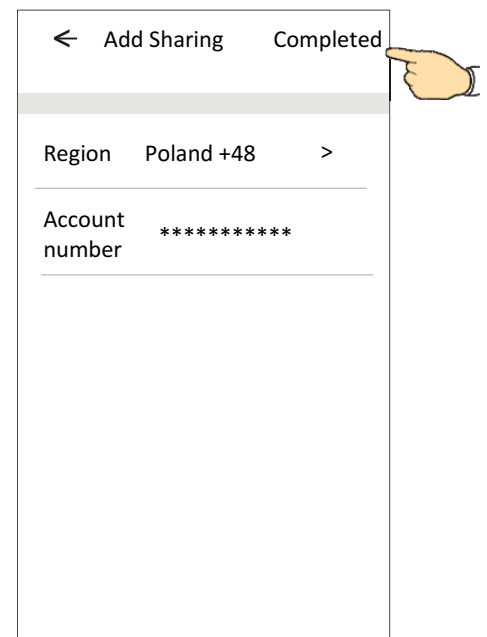 ← Add Sharing Completed
Region Poland +48 >
Account
number ***********